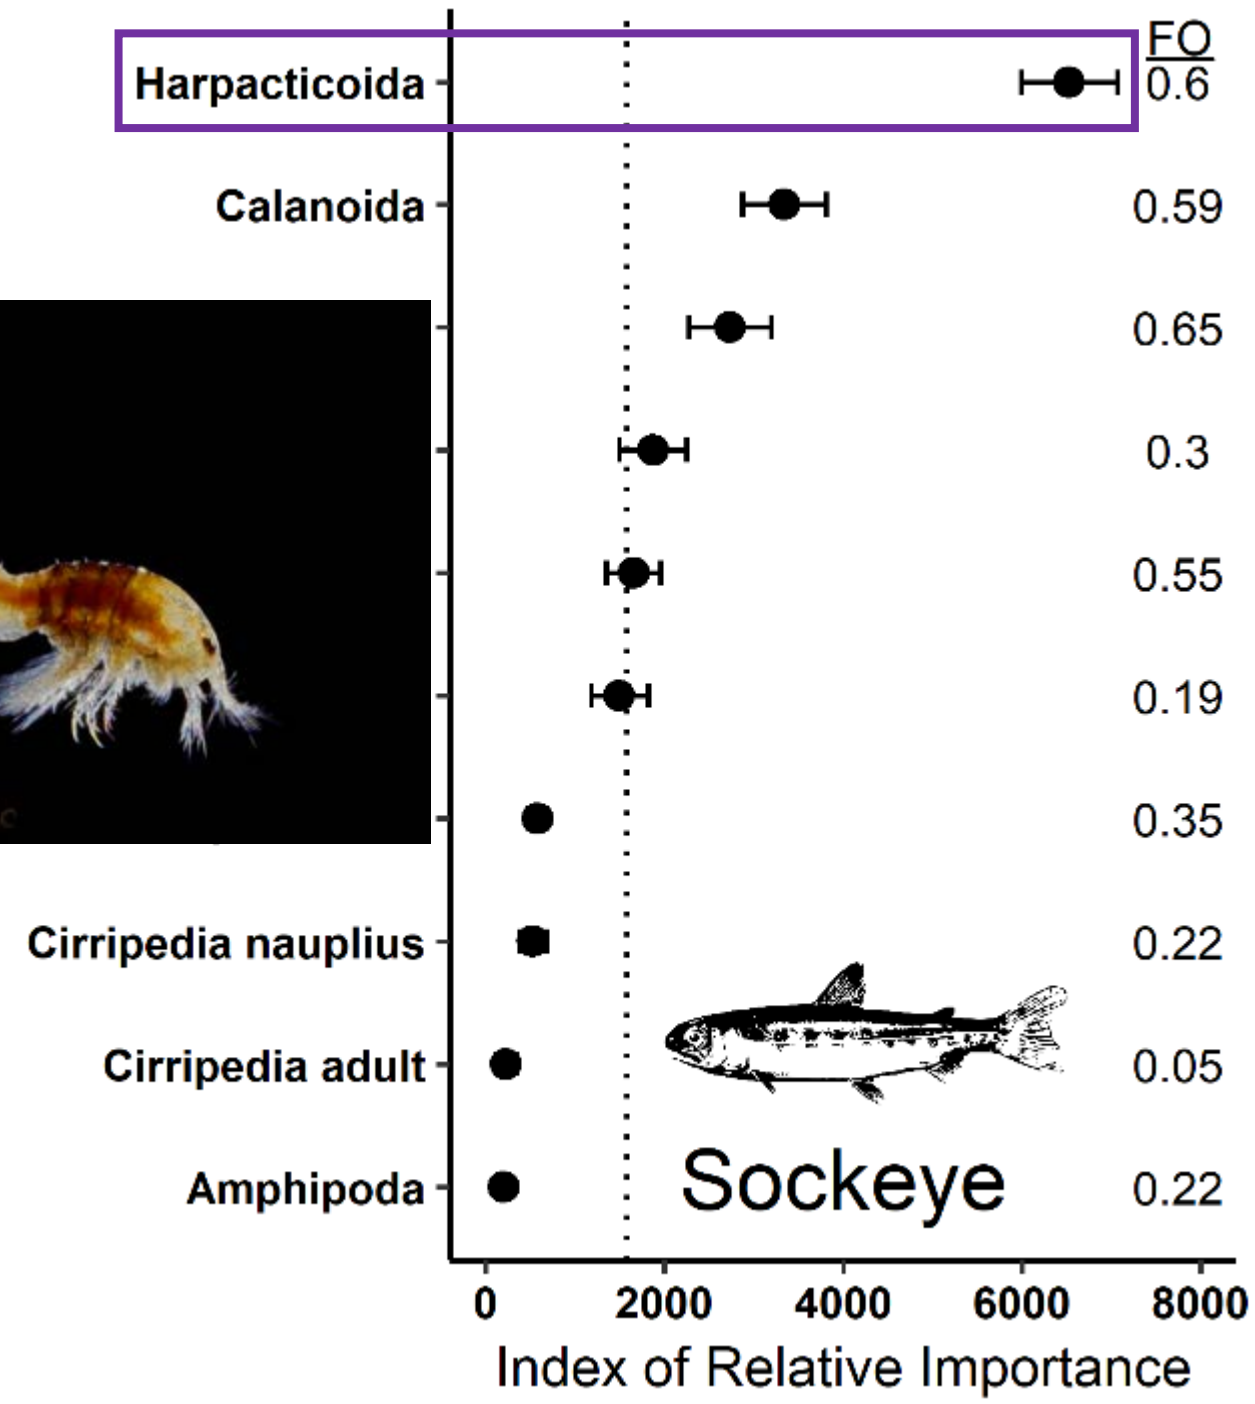 FO
Harpacticoida 0.6
Calanoida 0.59
0.65
0.3
0.55
0.19
0.35
Cirripedia nauplius 0.22
Cirripedia adult 0.05
Amphipoda 0.22
Sockeye
0 2000 4000 6000 8000
Index of Relative Importance